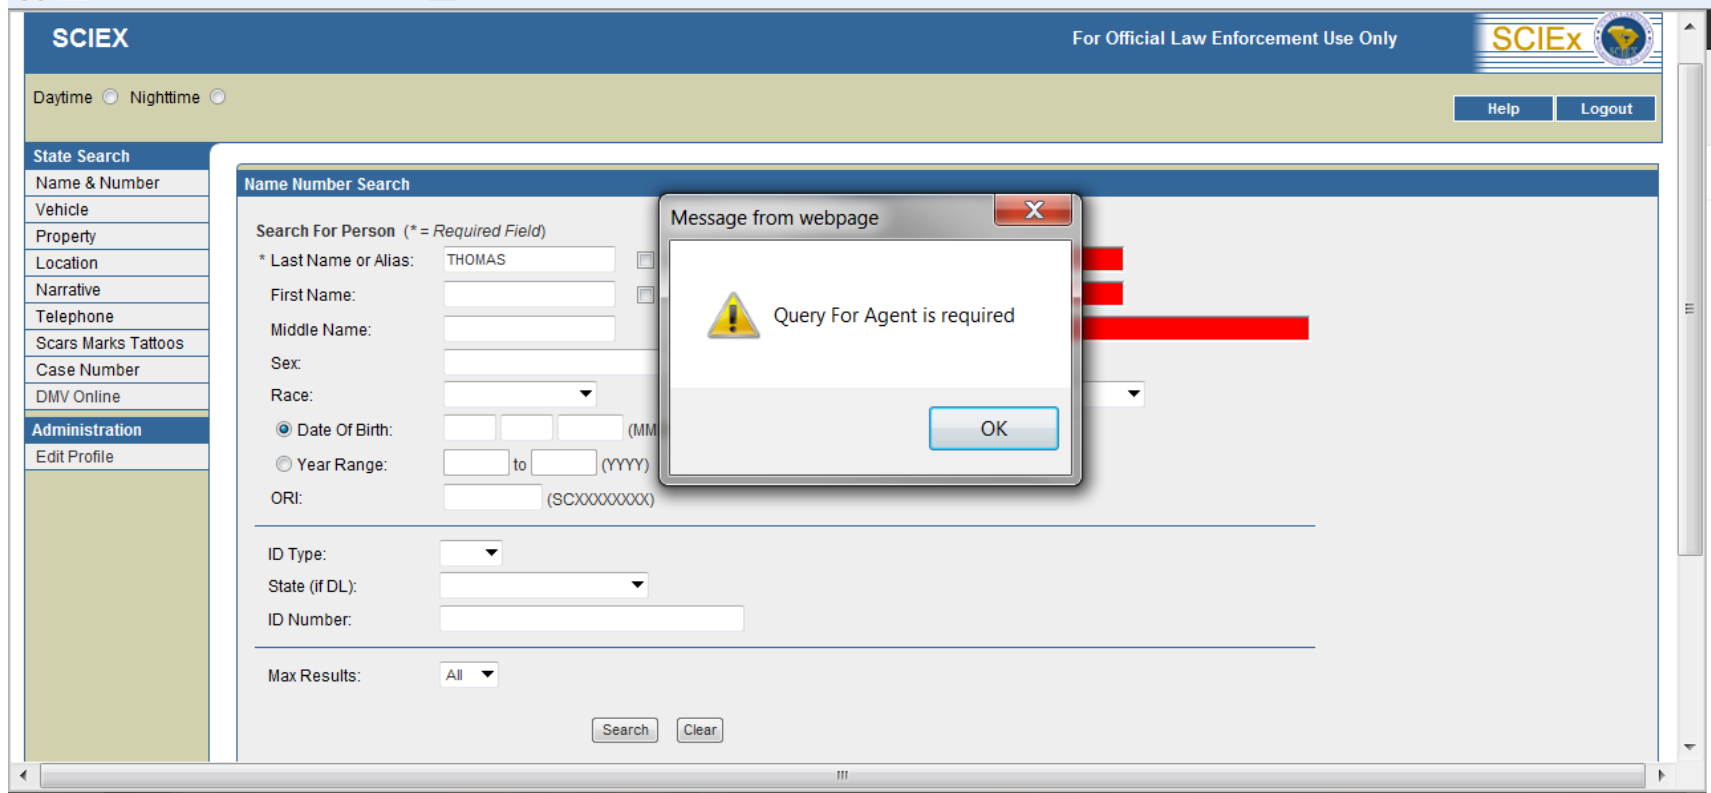 SCIEX
For Official Law Enforcement Use Only
SCIEx
SCIEX
Daytime Nighttime
Help Logout
State Search
Name & Number
Vehicle
Property
Location
Narrative
Telephone
Scars Marks Tattoos
Case Number
DMV Online
Administration
Edit Profile
Name Number Search
Search For Person (* = Required Field)
* Last Name or Alias: THOMAS
First Name:
Middle Name:
Sex:
Race:
Date Of Birth: (MM
Year Range: to (YYYY)
ORI: (SCXXXXXXXX)
ID Type:
State (if DL):
ID Number:
Max Results: All
Search Clear
Message from webpage
X
Query For Agent is required
OK